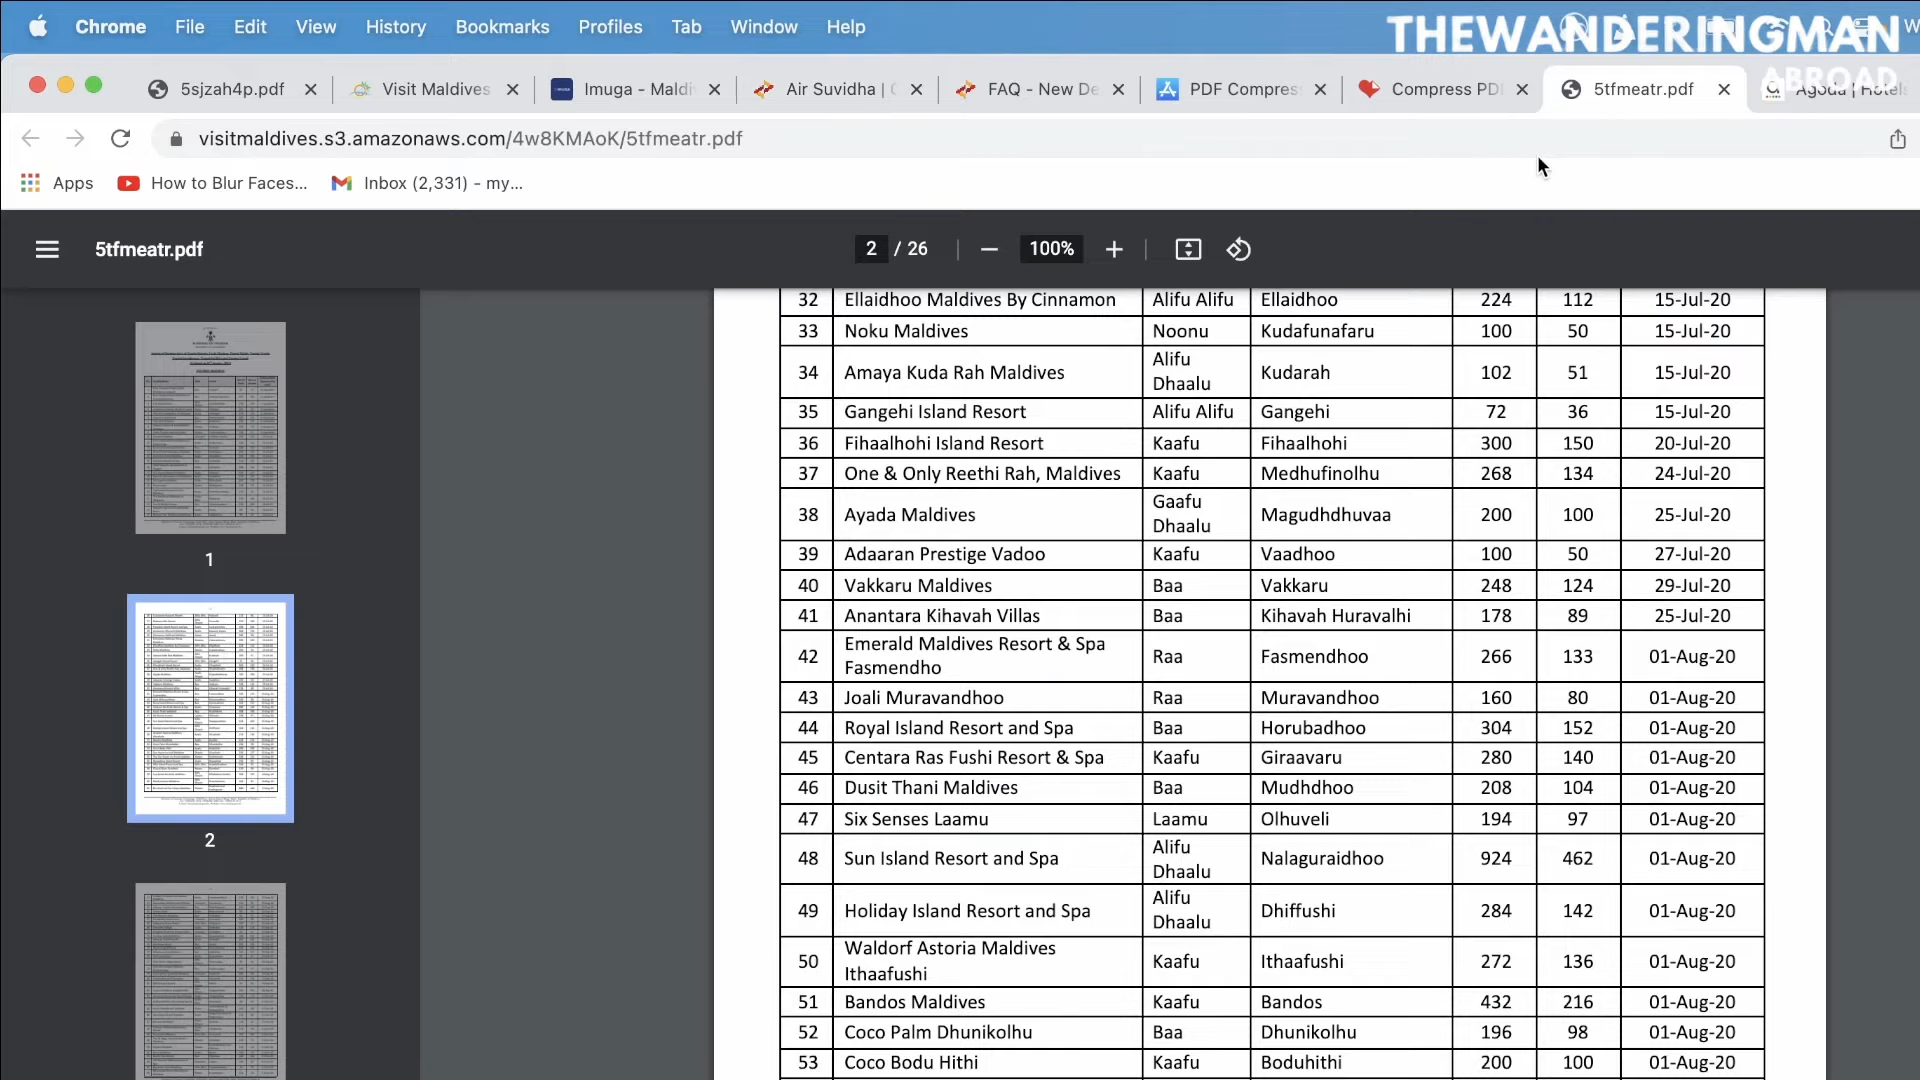 Chrome File Edit View History Bookmarks Profiles Tab Window Help
THEWANDERINGMAN
ABROAD
5sjzah4p.pdf Visit Maldives Imuga - Maldi Air Suvidha | FAQ - New De PDF Compres Compress PD 5tfmeatr.pdf Agoda | Hotels
visitmaldives.s3.amazonaws.com/4w8KMAoK/5tfmeatr.pdf
Apps How to Blur Faces... Inbox (2,331) - my...
5tfmeatr.pdf 2 / 26 100%
1
2
32 Ellaidhoo Maldives By Cinnamon Alifu Alifu Ellaidhoo 224 112 15-Jul-20
33 Noku Maldives Noonu Kudafunafaru 100 50 15-Jul-20
34 Amaya Kuda Rah Maldives Alifu Dhaalu Kudarah 102 51 15-Jul-20
35 Gangehi Island Resort Alifu Alifu Gangehi 72 36 15-Jul-20
36 Fihaalhohi Island Resort Kaafu Fihaalhohi 300 150 20-Jul-20
37 One & Only Reethi Rah, Maldives Kaafu Medhufinolhu 268 134 24-Jul-20
38 Ayada Maldives Gaafu Dhaalu Magudhdhuvaa 200 100 25-Jul-20
39 Adaaran Prestige Vadoo Kaafu Vaadhoo 100 50 27-Jul-20
40 Vakkaru Maldives Baa Vakkaru 248 124 29-Jul-20
41 Anantara Kihavah Villas Baa Kihavah Huravalhi 178 89 25-Jul-20
42 Emerald Maldives Resort & Spa Fasmendho Raa Fasmendhoo 266 133 01-Aug-20
43 Joali Muravandhoo Raa Muravandhoo 160 80 01-Aug-20
44 Royal Island Resort and Spa Baa Horubadhoo 304 152 01-Aug-20
45 Centara Ras Fushi Resort & Spa Kaafu Giraavaru 280 140 01-Aug-20
46 Dusit Thani Maldives Baa Mudhdhoo 208 104 01-Aug-20
47 Six Senses Laamu Laamu Olhuveli 194 97 01-Aug-20
48 Sun Island Resort and Spa Alifu Dhaalu Nalaguraidhoo 924 462 01-Aug-20
49 Holiday Island Resort and Spa Alifu Dhaalu Dhiffushi 284 142 01-Aug-20
50 Waldorf Astoria Maldives Ithaafushi Kaafu Ithaafushi 272 136 01-Aug-20
51 Bandos Maldives Kaafu Bandos 432 216 01-Aug-20
52 Coco Palm Dhunikolhu Baa Dhunikolhu 196 98 01-Aug-20
53 Coco Bodu Hithi Kaafu Boduhithi 200 100 01-Aug-20